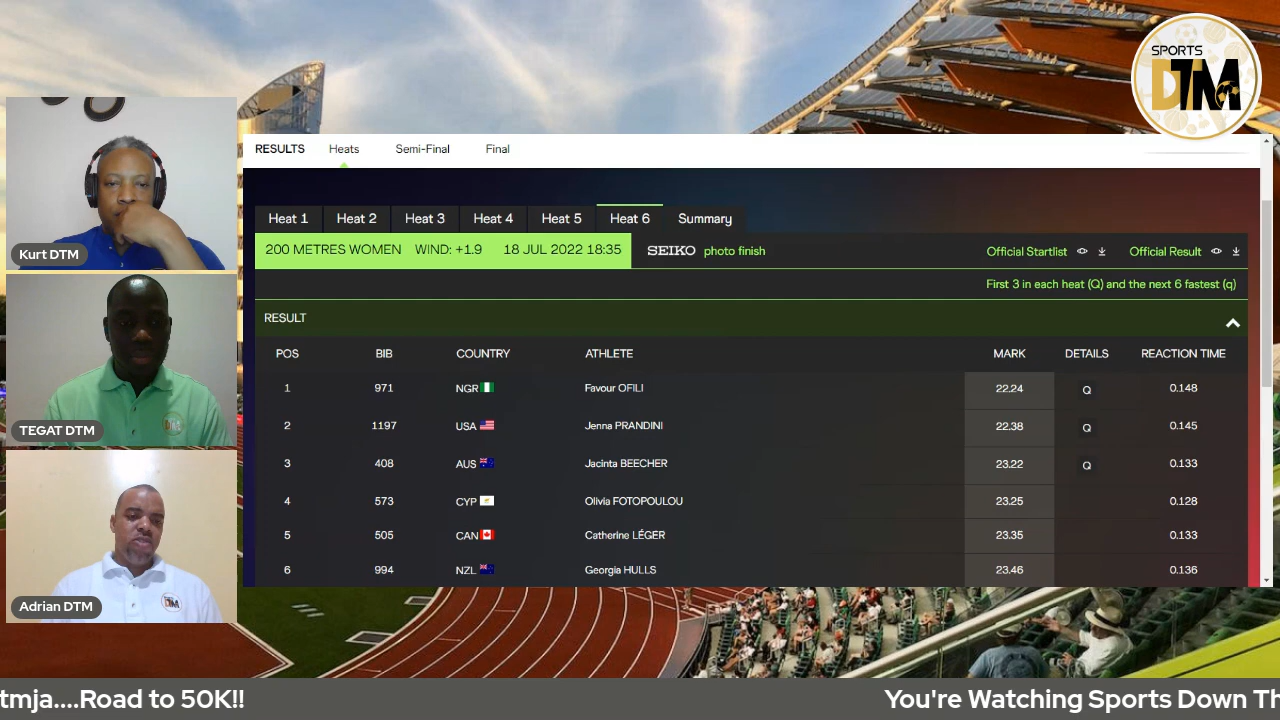 SPORTS
DTM
Kurt DTM
TEGAT DTM
DTM
Adrian DTM
RESULTS Heats Semi-Final Final
Heat 1 Heat 2 Heat 3 Heat 4 Heat 5 Heat 6 Summary
200 METRES WOMEN WIND: +1.9 18 JUL 2022 18:35 SEIKO photo finish Official Startlist Official Result
First 3 in each heat (Q) and the next 6 fastest (q)
RESULT
POS BIB COUNTRY ATHLETE MARK DETAILS REACTION TIME
1 971 NGR Favour OFILI 22.24 Q 0.148
2 1197 USA Jenna PRANDINI 22.38 Q 0.145
3 408 AUS Jacinta BEECHER 23.22 Q 0.133
4 573 CYP Olivia FOTOPOULOU 23.25 0.128
5 505 CAN Catherine LÉGER 23.35 0.133
6 994 NZL Georgia HULLS 23.46 0.136
tmja....Road to 50K!! You're Watching Sports Down Th